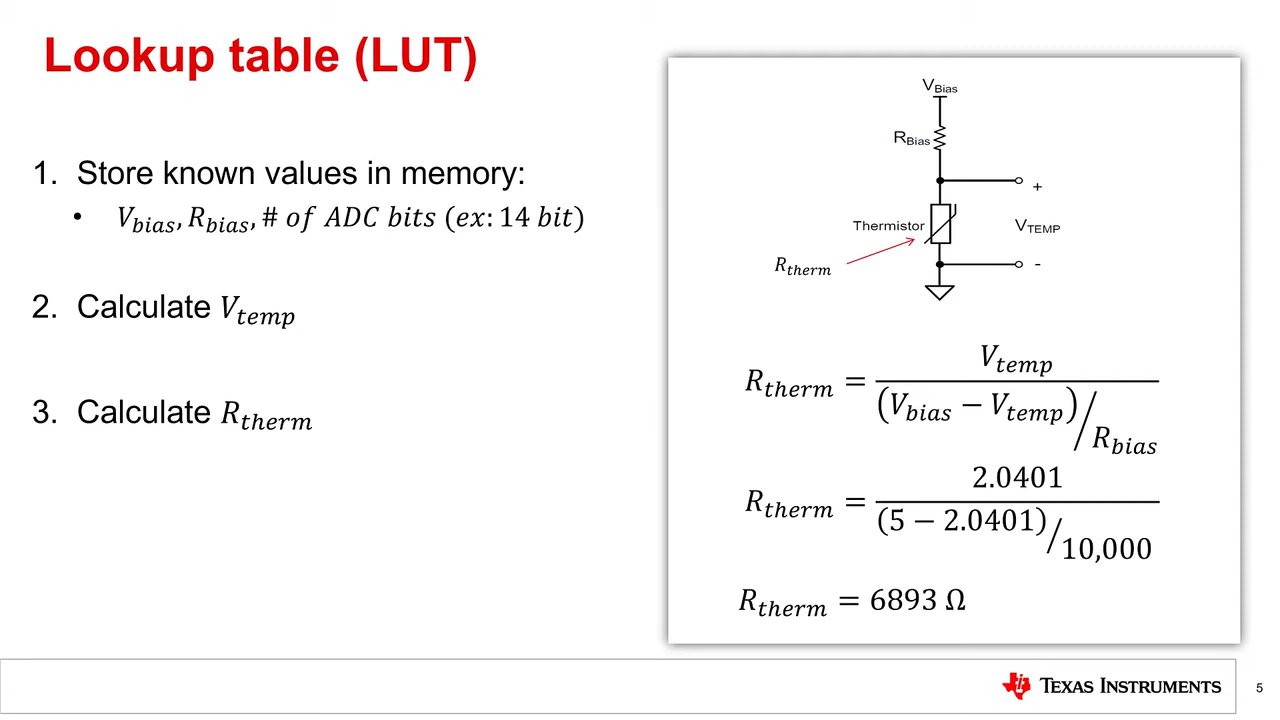 Lookup table (LUT)
1. Store known values in memory:
• V_bias, R_bias, # of ADC bits (ex: 14 bit)
2. Calculate V_temp
3. Calculate R_therm
V_Bias
R_Bias
+
Thermistor
V_TEMP
R_therm
-
R_therm = V_temp / ((V_bias − V_temp) / R_bias)
R_therm = 2.0401 / ((5 − 2.0401) / 10,000)
R_therm = 6893 Ω
TEXAS INSTRUMENTS
5